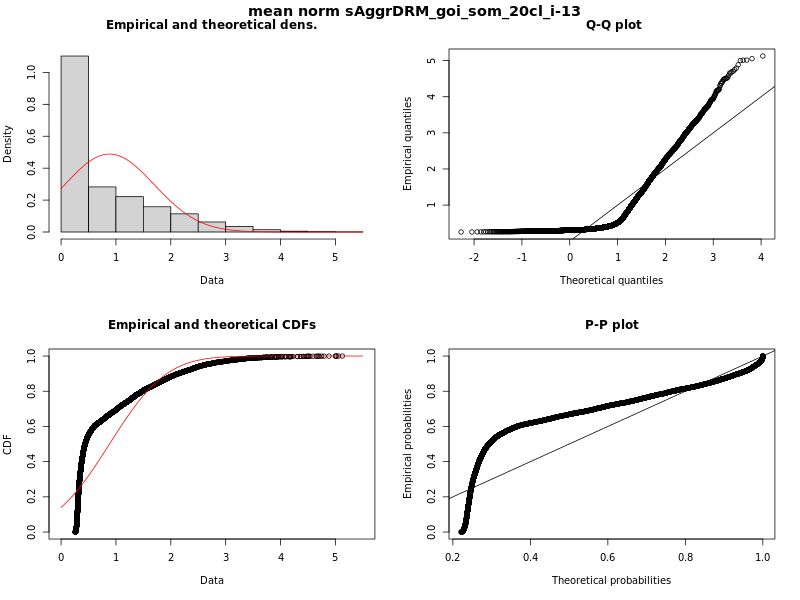 mean norm sAggrDRM_goi_som_20cl_i-13
Empirical and theoretical dens.
Density
0.0 0.2 0.4 0.6 0.8 1.0
0 1 2 3 4 5
Data
Q-Q plot
Empirical quantiles
1 2 3 4 5
-2 -1 0 1 2 3 4
Theoretical quantiles
Empirical and theoretical CDFs
CDF
0.0 0.2 0.4 0.6 0.8 1.0
0 1 2 3 4 5
Data
P-P plot
Empirical probabilities
0.0 0.2 0.4 0.6 0.8 1.0
0.2 0.4 0.6 0.8 1.0
Theoretical probabilities